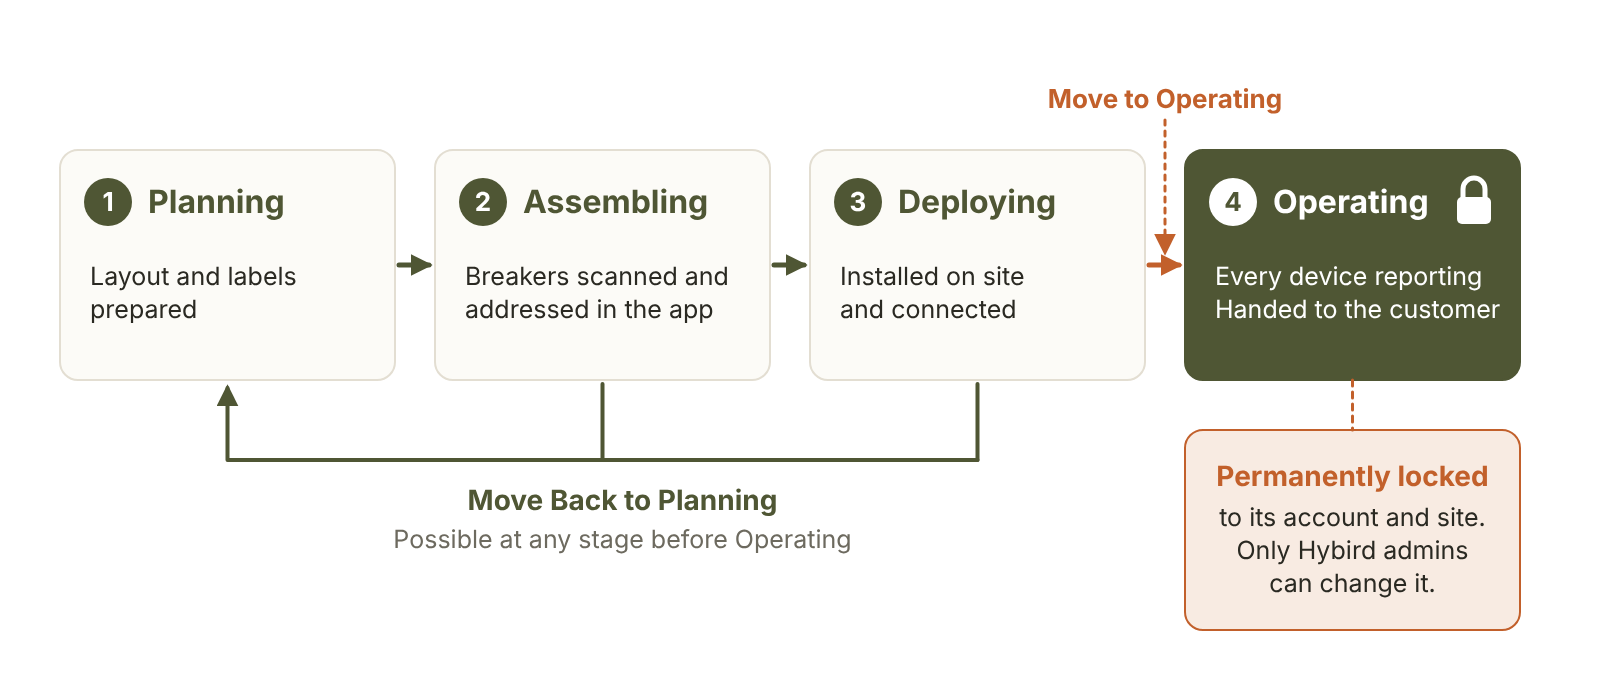 Move to Operating
1 Planning
Layout and labels
prepared
2 Assembling
Breakers scanned and
addressed in the app
3 Deploying
Installed on site
and connected
4 Operating
Every device reporting
Handed to the customer
Move Back to Planning
Possible at any stage before Operating
Permanently locked
to its account and site.
Only Hybird admins
can change it.